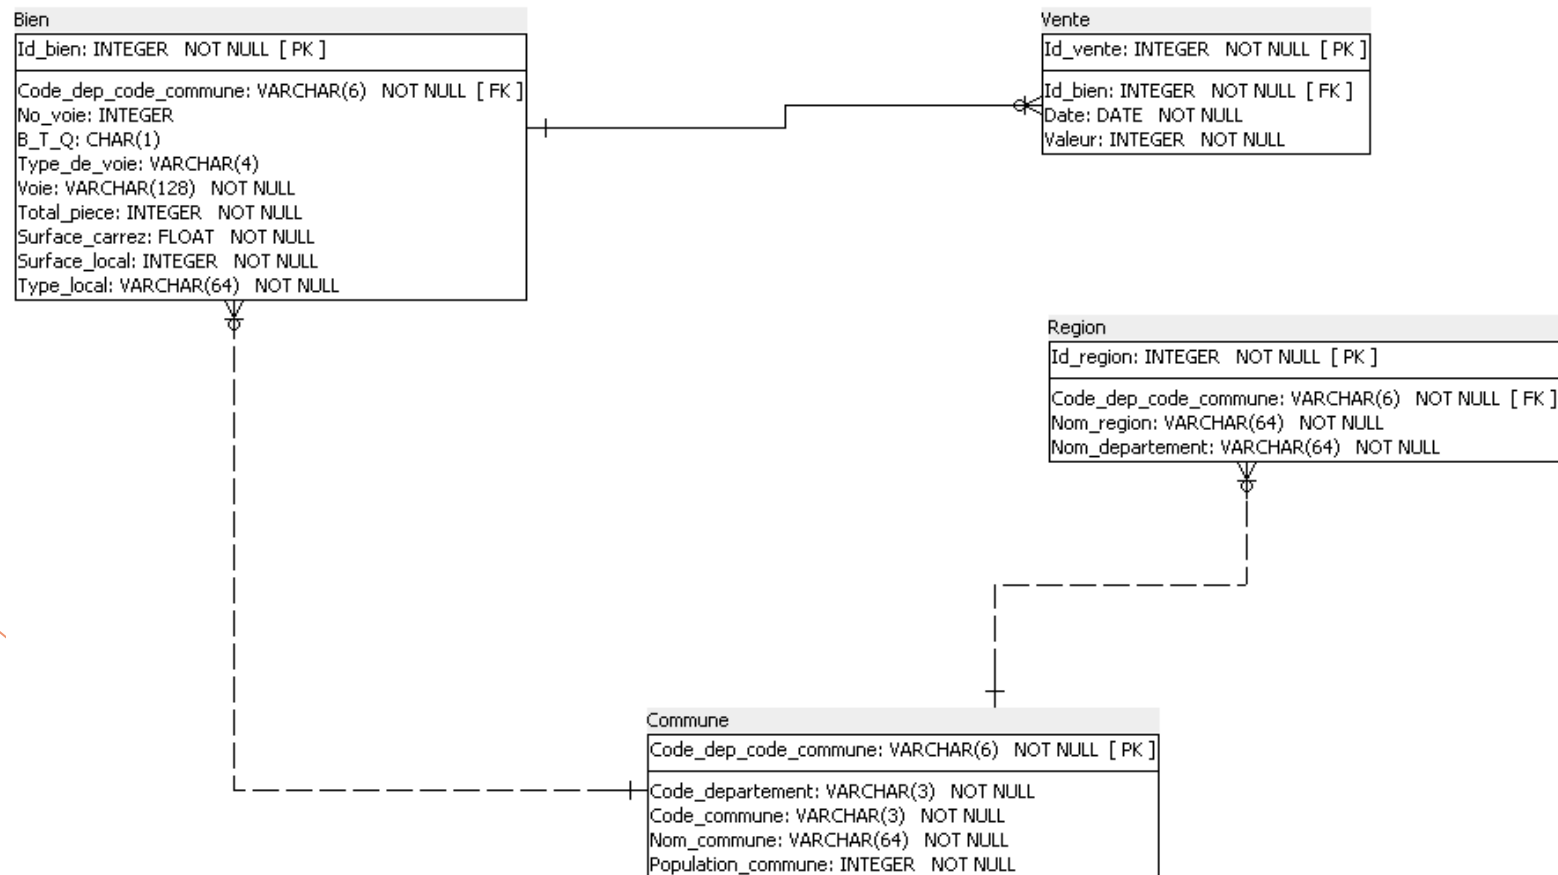 Bien
Id_bien: INTEGER NOT NULL [ PK ]
Code_dep_code_commune: VARCHAR(6) NOT NULL [ FK ]
No_voie: INTEGER
B_T_Q: CHAR(1)
Type_de_voie: VARCHAR(4)
Voie: VARCHAR(128) NOT NULL
Total_piece: INTEGER NOT NULL
Surface_carrez: FLOAT NOT NULL
Surface_local: INTEGER NOT NULL
Type_local: VARCHAR(64) NOT NULL
Vente
Id_vente: INTEGER NOT NULL [ PK ]
Id_bien: INTEGER NOT NULL [ FK ]
Date: DATE NOT NULL
Valeur: INTEGER NOT NULL
Region
Id_region: INTEGER NOT NULL [ PK ]
Code_dep_code_commune: VARCHAR(6) NOT NULL [ FK ]
Nom_region: VARCHAR(64) NOT NULL
Nom_departement: VARCHAR(64) NOT NULL
Commune
Code_dep_code_commune: VARCHAR(6) NOT NULL [ PK ]
Code_departement: VARCHAR(3) NOT NULL
Code_commune: VARCHAR(3) NOT NULL
Nom_commune: VARCHAR(64) NOT NULL
Population_commune: INTEGER NOT NULL